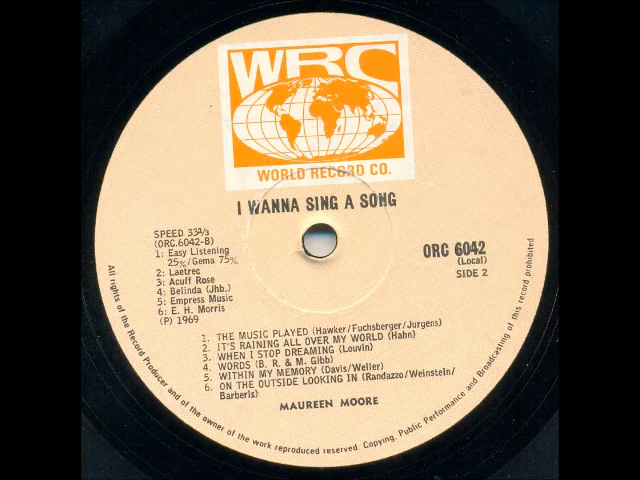 WRC
WORLD RECORD CO.
I WANNA SING A SONG
SPEED 33⅓
(ORC.6042-B)
1: Easy Listening
25%/Gema 75%
2: Laetrec
3: Acuff Rose
4: Belinda (Jhb.)
5: Empress Music
6: E. H. Morris
(P) 1969
ORC 6042
(Local)
SIDE 2
1. THE MUSIC PLAYED (Hawker/Fuchsberger/Jurgens)
2. IT'S RAINING ALL OVER MY WORLD (Hahn)
3. WHEN I STOP DREAMING (Louvin)
4. WORDS (B. R. & M. Gibb)
5. WITHIN MY MEMORY (Davis/Weller)
6. ON THE OUTSIDE LOOKING IN (Randazzo/Weinstein/
Barberis)
MAUREEN MOORE
All rights of the Record Producer and of the owner of the work reproduced reserved. Copying, Public Performance and Broadcasting of this record prohibited